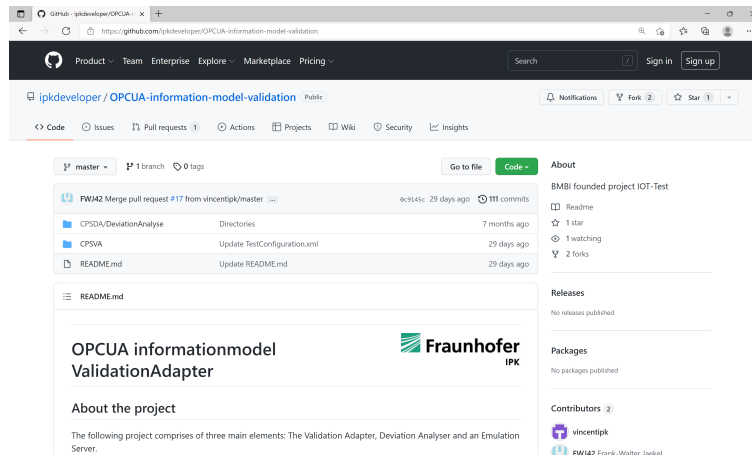 GitHub - ipkdeveloper/OPCUA-i
https://github.com/ipkdeveloper/OPCUA-information-model-validation
Product Team Enterprise Explore Marketplace Pricing Search / Sign in Sign up
ipkdeveloper / OPCUA-information-model-validation Public Notifications Fork 2 Star 1
Code Issues Pull requests 1 Actions Projects Wiki Security Insights
master 1 branch 0 tags Go to file Code
FWJ42 Merge pull request #17 from vincentipk/master ... 0c9145c 29 days ago 111 commits
CPSDA/DeviationAnalyse Directories 7 months ago
CPSVA Update TestConfiguration.xml 29 days ago
README.md Update README.md 29 days ago
README.md
OPCUA informationmodel
ValidationAdapter
Fraunhofer
IPK
About the project
The following project comprises of three main elements: The Validation Adapter, Deviation Analyser and an Emulation
Server.
About
BMBI founded project IOT-Test
Readme
1 star
1 watching
2 forks
Releases
No releases published
Packages
No packages published
Contributors 2
vincentipk
FWJ42 Frank-Walter Jaekel